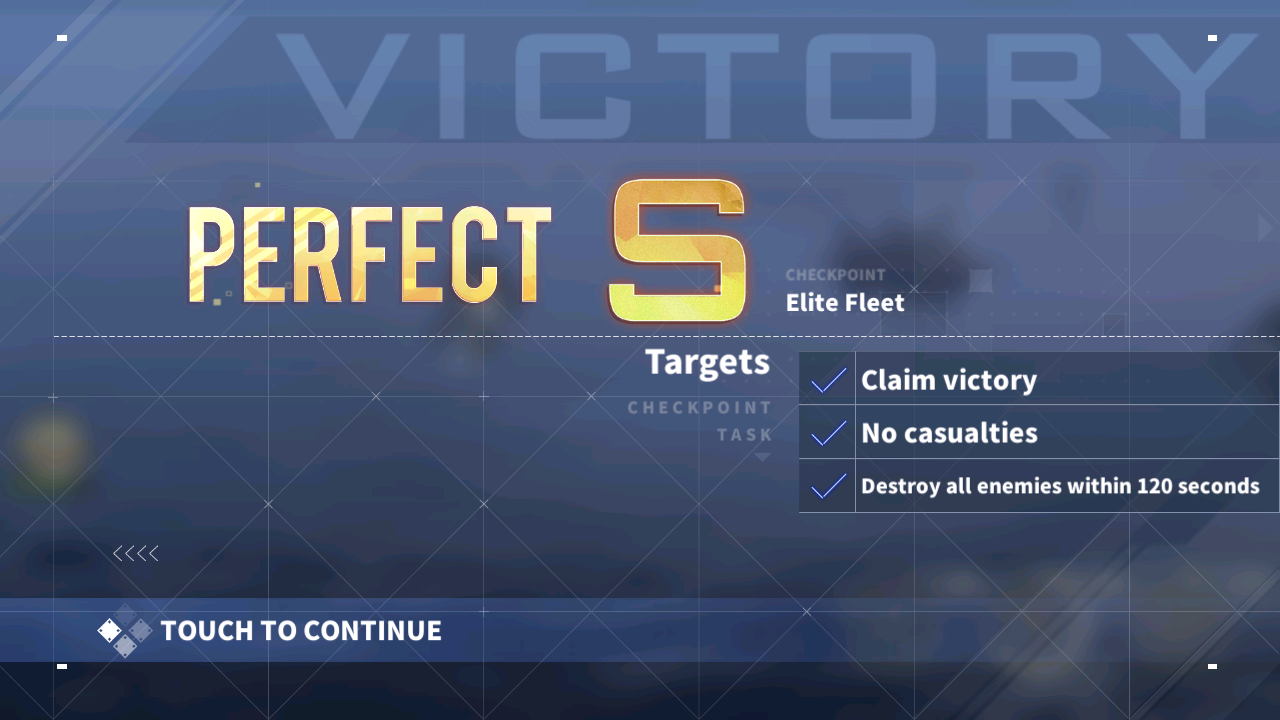 VICTORY
PERFECT S
CHECKPOINT
Elite Fleet
Targets
CHECKPOINT
TASK
Claim victory
No casualties
Destroy all enemies within 120 seconds
TOUCH TO CONTINUE